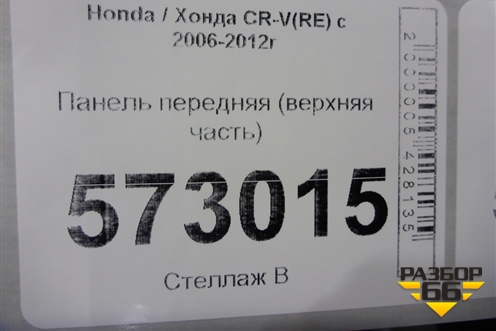 Honda / Хонда CR-V(RE) с
2006-2012г
Панель передняя (верхняя
часть)
573015
Стеллаж В
2000005428135
РАЗБОР
66